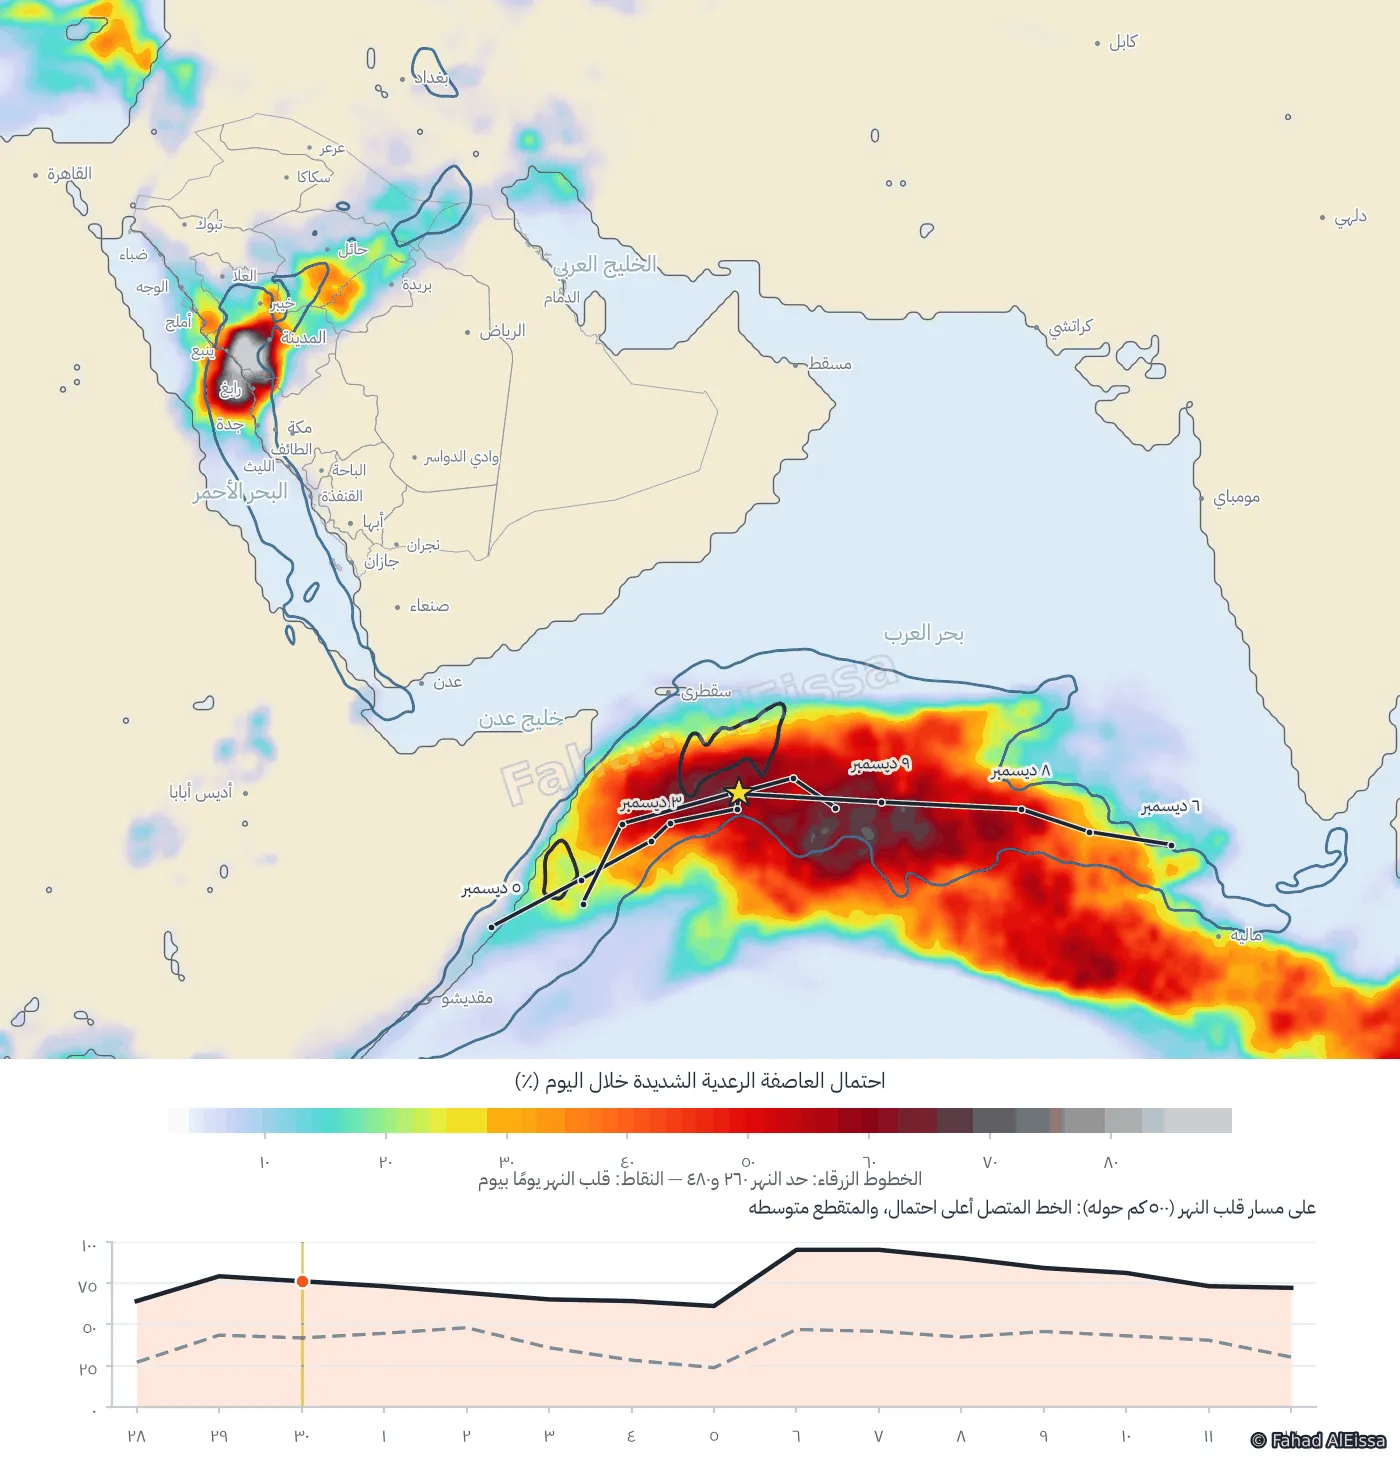 كابل
بغداد
عرعر
القاهرة
سكاكا
دلهي
تبوك
ضباء
حائل
الخليج العربي
العلا
الوجه
بريدة
الدمام
خيبر
أملج
المدينة
الرياض
كراتشي
ينبع
مسقط
رابغ
جدة
مكة
الطائف
وادي الدواسر
الليث
الباحة
البحر الأحمر
القنفذة
مومباي
أبها
نجران
جازان
صنعاء
بحر العرب
عدن
سقطرى
خليج عدن
٩ ديسمبر
٨ ديسمبر
أديس أبابا
٣ ديسمبر
٦ ديسمبر
٥ ديسمبر
ماليه
مقديشو
احتمال العاصفة الرعدية الشديدة خلال اليوم (٪)
١٠ ٢٠ ٣٠ ٤٠ ٥٠ ٦٠ ٧٠ ٨٠
الخطوط الزرقاء: حد النهر ٢٦٠ و٤٨٠ — النقاط: قلب النهر يومًا بيوم
على مسار قلب النهر (٥٠٠ كم حوله): الخط المتصل أعلى احتمال، والمتقطع متوسطه
١٠٠
٧٥
٥٠
٢٥
٠
٢٨ ٢٩ ٣٠ ١ ٢ ٣ ٤ ٥ ٦ ٧ ٨ ٩ ١٠ ١١
© Fahad AlEissa